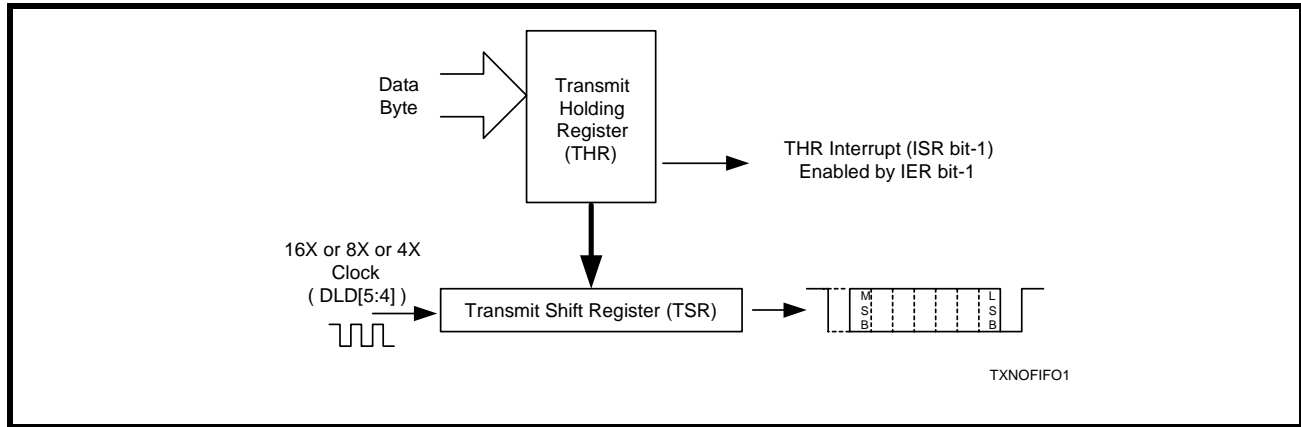 Data
Byte
Transmit
Holding
Register
(THR)
THR Interrupt (ISR bit-1)
Enabled by IER bit-1
16X or 8X or 4X
Clock
( DLD[5:4] )
Transmit Shift Register (TSR)
M
S
B
L
S
B
TXNOFIFO1